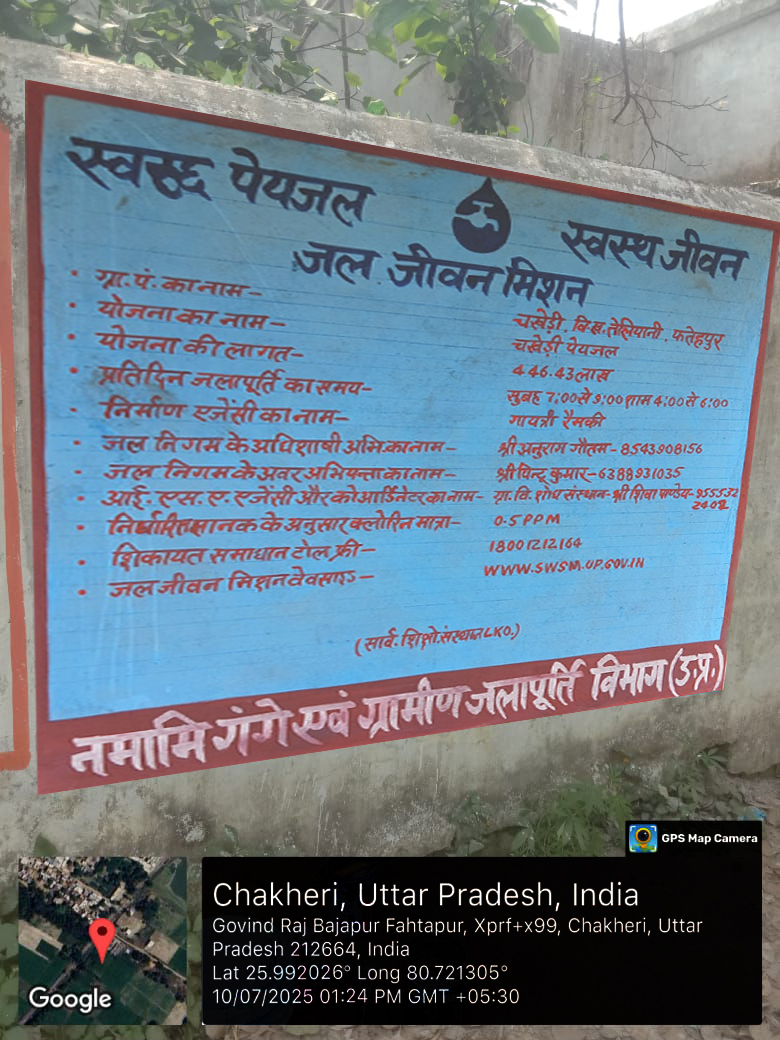 स्वच्छ पेयजल स्वस्थ जीवन
जल जीवन मिशन
• ग्रा.पं. का नाम - चखेड़ी, वि.ख. तेलियानी, फतेहपुर
• योजना का नाम - चखेड़ी पेयजल
• योजना की लागत - 446.43 लाख
• प्रतिदिन जलापूर्ति का समय - सुबह 7:00 से 9:00 शाम 4:00 से 6:00
• निर्माण एजेंसी का नाम - गायत्री रैमकी
• जल निगम के अधिशाषी अभि. का नाम - श्री अनुराग गौतम - 8543908156
• जल निगम के अवर अभियन्ता का नाम - श्री पिन्टू कुमार - 6388931035
• आई. एस. ए. एजेंसी और कोआर्डिनेटर का नाम - ग्रा. वि. शोध संस्थान - श्री शिवा पाण्डेय - 955532
2402
• निर्धारित मानक के अनुसार क्लोरिन मात्रा - 0.5 PPM
• शिकायत समाधान टोल फ्री - 18001212164
• जल जीवन मिशन वेवसाइट - WWW.SWSM.UP.GOV.IN
(सार्व. शिक्षो. संस्थान LKO.)
नमामि गंगे एवं ग्रामीण जलापूर्ति विभाग (उ.प्र.)
GPS Map Camera
Chakheri, Uttar Pradesh, India
Govind Raj Bajapur Fahtapur, Xprf+x99, Chakheri, Uttar
Pradesh 212664, India
Lat 25.992026° Long 80.721305°
10/07/2025 01:24 PM GMT +05:30
Google